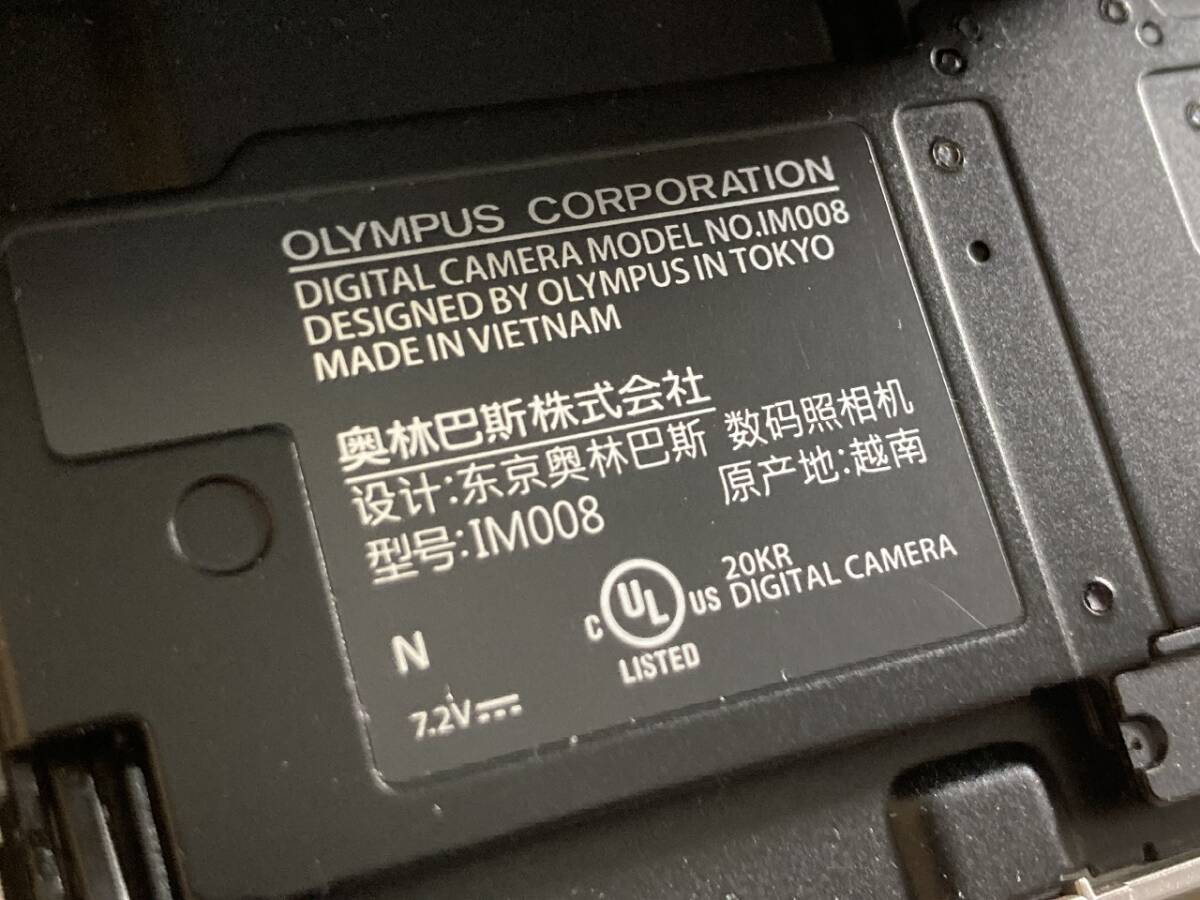 OLYMPUS CORPORATION
DIGITAL CAMERA MODEL NO.IM008
DESIGNED BY OLYMPUS IN TOKYO
MADE IN VIETNAM
奥林巴斯株式会社
设计:东京奥林巴斯 数码照相机
型号:IM008 原产地:越南
C UL US 20KR
LISTED DIGITAL CAMERA
N
7.2V